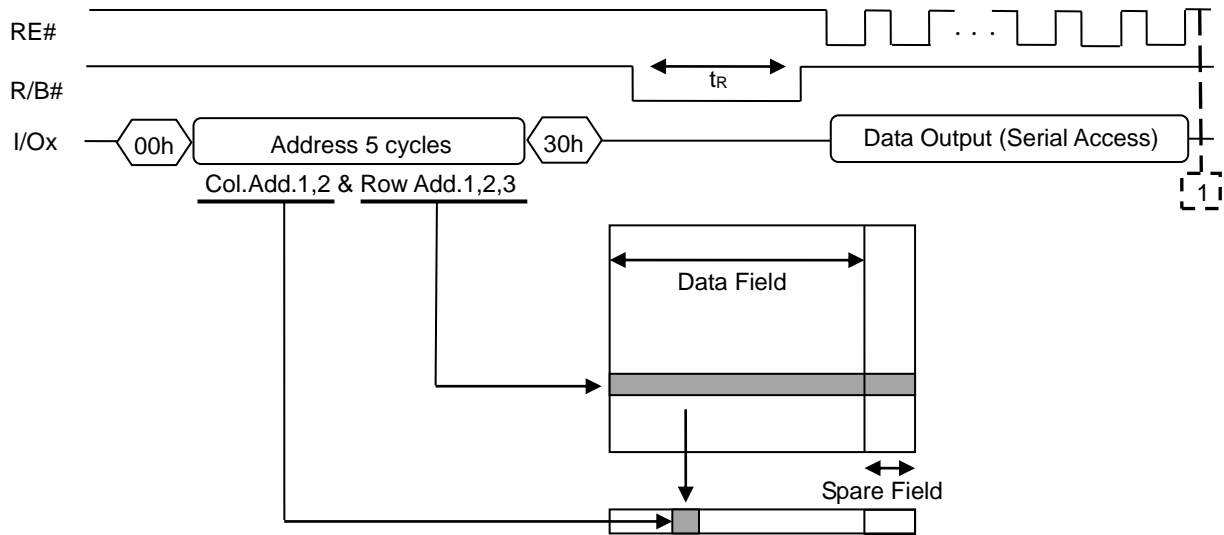 RE#
. . .
R/B#
tR
I/Ox
00h
Address 5 cycles
30h
Data Output (Serial Access)
Col.Add.1,2 & Row Add.1,2,3
1
Data Field
Spare Field